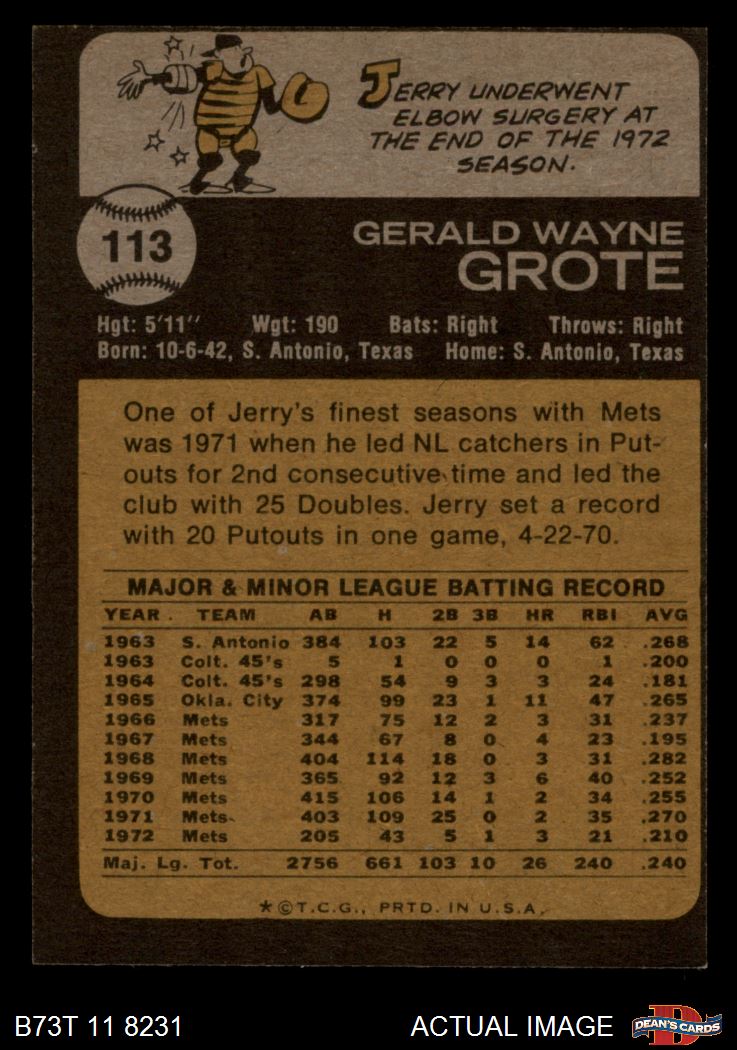 JERRY UNDERWENT
ELBOW SURGERY AT
THE END OF THE 1972
SEASON.
113
GERALD WAYNE
GROTE
Hgt: 5'11" Wgt: 190 Bats: Right Throws: Right
Born: 10-6-42, S. Antonio, Texas Home: S. Antonio, Texas
One of Jerry's finest seasons with Mets
was 1971 when he led NL catchers in Put-
outs for 2nd consecutive time and led the
club with 25 Doubles. Jerry set a record
with 20 Putouts in one game, 4-22-70.
MAJOR & MINOR LEAGUE BATTING RECORD
YEAR TEAM AB H 2B 3B HR RBI AVG
1963 S. Antonio 384 103 22 5 14 62 .268
1963 Colt. 45's 5 1 0 0 0 1 .200
1964 Colt. 45's 298 54 9 3 3 24 .181
1965 Okla. City 374 99 23 1 11 47 .265
1966 Mets 317 75 12 2 3 31 .237
1967 Mets 344 67 8 0 4 23 .195
1968 Mets 404 114 18 0 3 31 .282
1969 Mets 365 92 12 3 6 40 .252
1970 Mets 415 106 14 1 2 34 .255
1971 Mets 403 109 25 0 2 35 .270
1972 Mets 205 43 5 1 3 21 .210
Maj. Lg. Tot. 2756 661 103 10 26 240 .240
*©T.C.G., PRTD. IN U.S.A.
B73T 11 8231 ACTUAL IMAGE DEAN'S CARDS